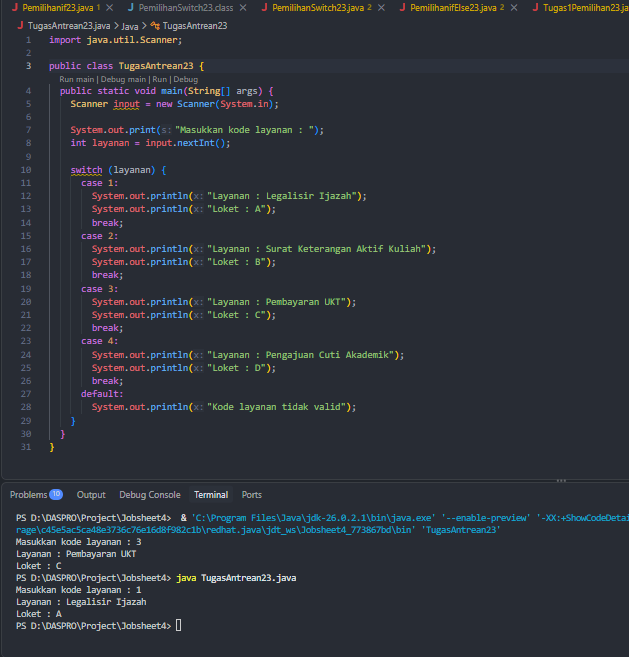 Pemilihanif23.java 1 PemilihanSwitch23.class PemilihanSwitch23.java 2 PemilihanifElse23.java 2 Tugas1Pemilihan23.ja
TugasAntrean23.java > Java > TugasAntrean23
1 import java.util.Scanner;
2
3 public class TugasAntrean23 {
Run main | Debug main | Run | Debug
4 public static void main(String[] args) {
5 Scanner input = new Scanner(System.in);
6
7 System.out.print(s: "Masukkan kode layanan : ");
8 int layanan = input.nextInt();
9
10 switch (layanan) {
11 case 1:
12 System.out.println(x: "Layanan : Legalisir Ijazah");
13 System.out.println(x: "Loket : A");
14 break;
15 case 2:
16 System.out.println(x: "Layanan : Surat Keterangan Aktif Kuliah");
17 System.out.println(x: "Loket : B");
18 break;
19 case 3:
20 System.out.println(x: "Layanan : Pembayaran UKT");
21 System.out.println(x: "Loket : C");
22 break;
23 case 4:
24 System.out.println(x: "Layanan : Pengajuan Cuti Akademik");
25 System.out.println(x: "Loket : D");
26 break;
27 default:
28 System.out.println(x: "Kode layanan tidak valid");
29 }
30 }
31 }
Problems 10 Output Debug Console Terminal Ports
PS D:\DASPRO\Project\Jobsheet4> & 'C:\Program Files\Java\jdk-26.0.2.1\bin\java.exe' '--enable-preview' '-XX:+ShowCodeDetai
rage\c45e5ac5ca48e3736c76e16d8f982c1b\redhat.java\jdt_ws\Jobsheet4_773867bd\bin' 'TugasAntrean23'
Masukkan kode layanan : 3
Layanan : Pembayaran UKT
Loket : C
PS D:\DASPRO\Project\Jobsheet4> java TugasAntrean23.java
Masukkan kode layanan : 1
Layanan : Legalisir Ijazah
Loket : A
PS D:\DASPRO\Project\Jobsheet4>